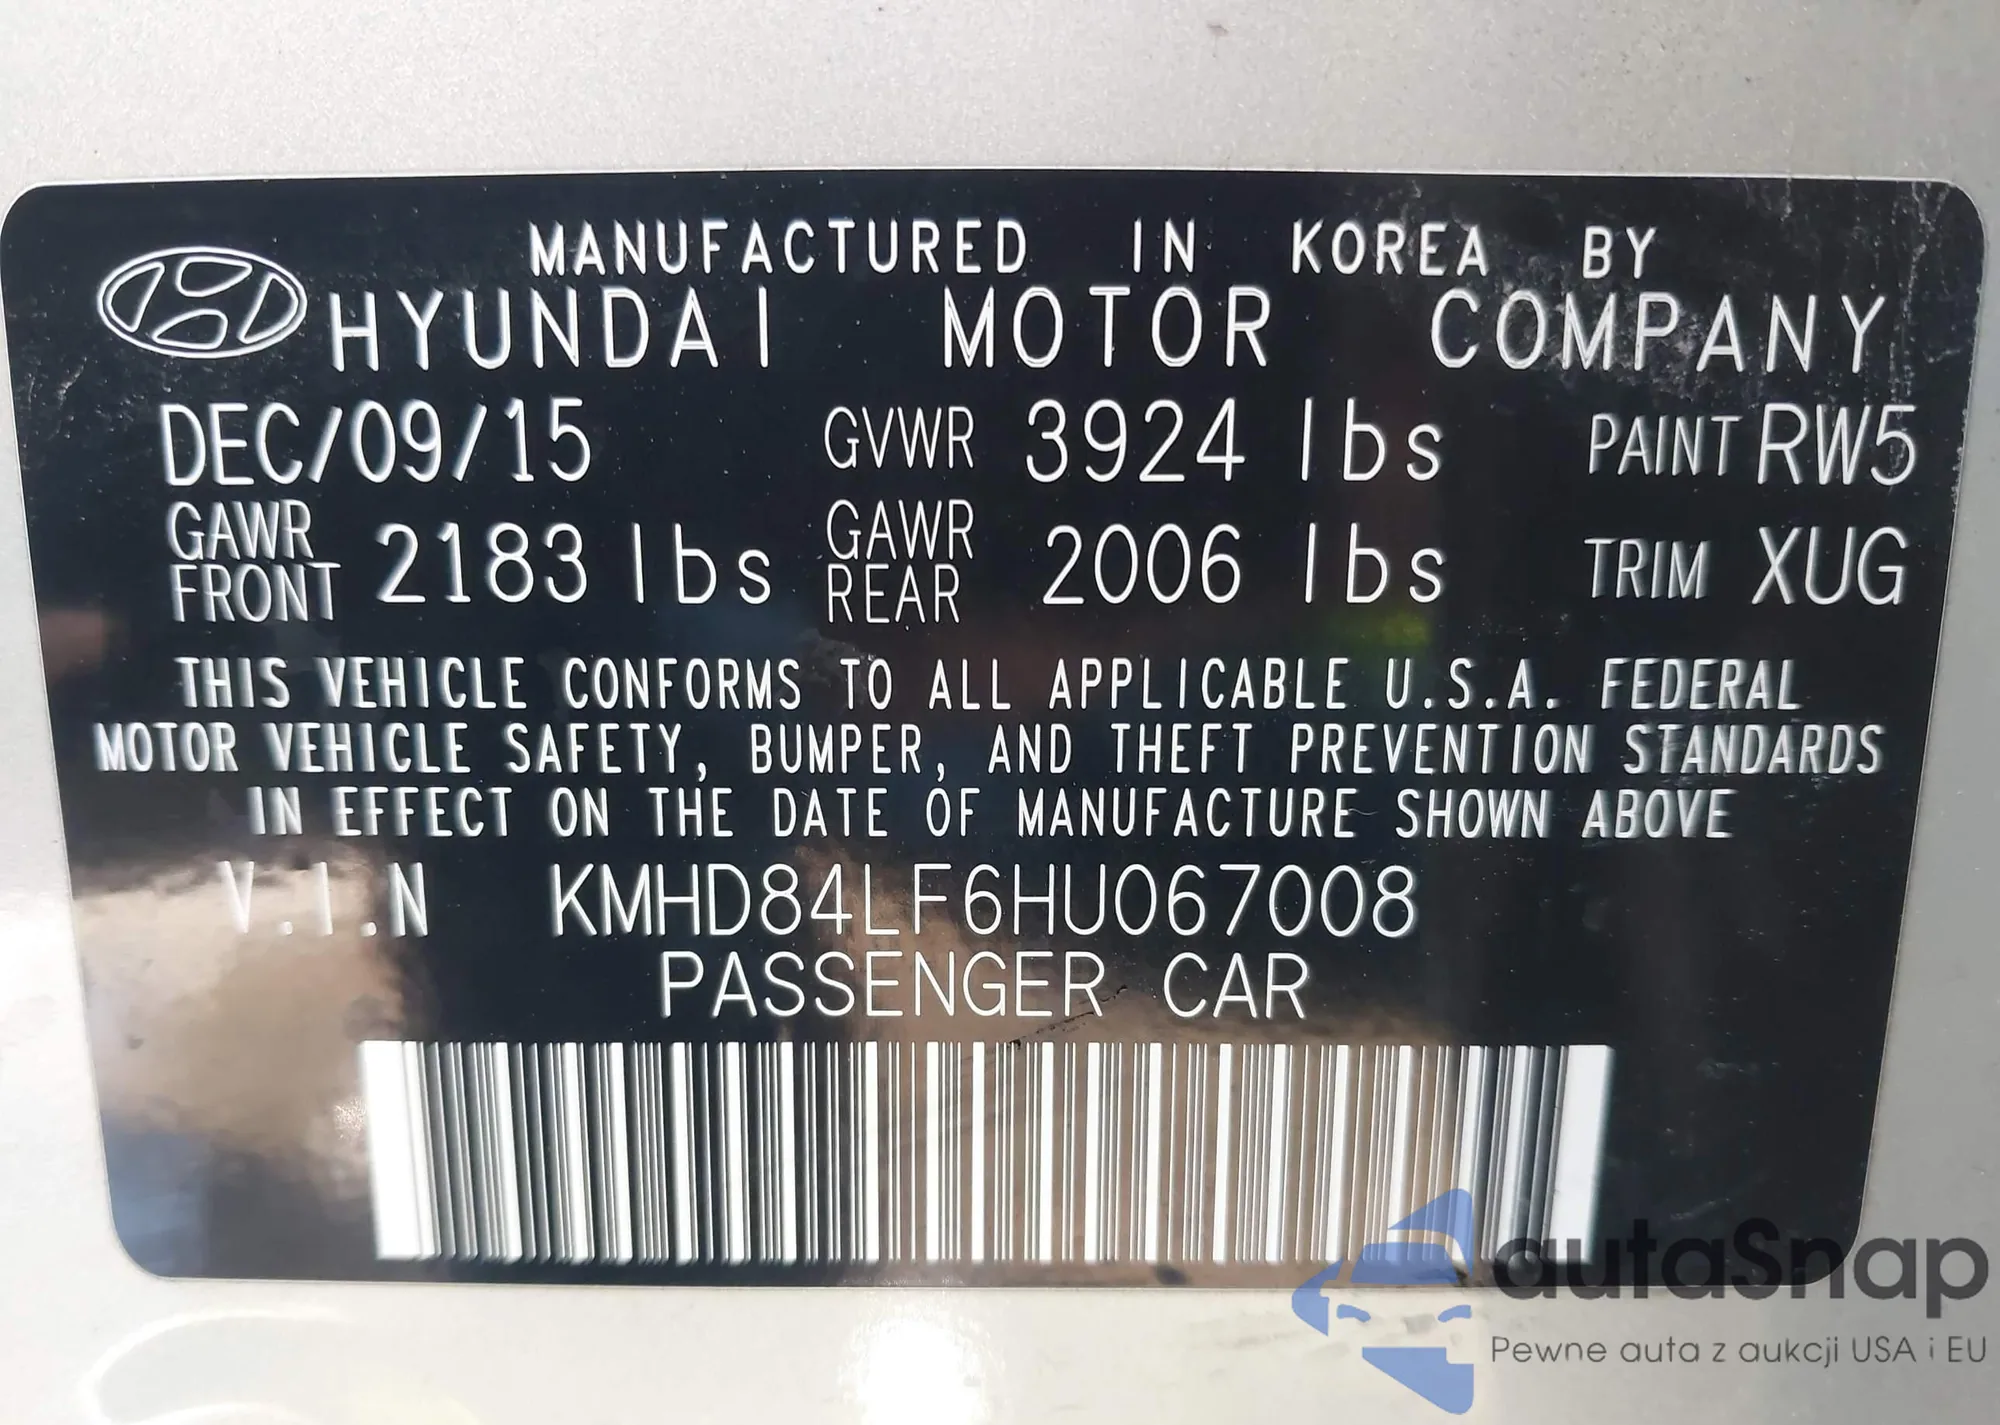 MANUFACTURED IN KOREA BY
HYUNDAI MOTOR COMPANY
DEC/09/15 GVWR 3924 lbs PAINT RW5
GAWR FRONT 2183 lbs GAWR REAR 2006 lbs TRIM XUG
THIS VEHICLE CONFORMS TO ALL APPLICABLE U.S.A. FEDERAL
MOTOR VEHICLE SAFETY, BUMPER, AND THEFT PREVENTION STANDARDS
IN EFFECT ON THE DATE OF MANUFACTURE SHOWN ABOVE
V.I.N KMHD84LF6HU067008
PASSENGER CAR
autaSnap
Pewne auta z aukcji USA i EU